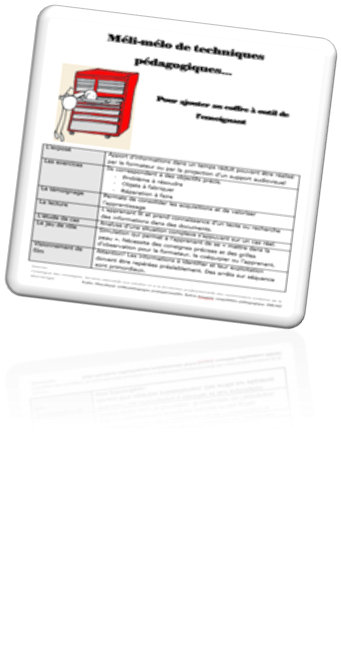 Méli-mélo de techniques
pédagogiques...
Pour ajouter au coffre à outil de
l'enseignant
L'exposé
Apport d'informations dans un temps réduit pouvant être réalisé
par le formateur ou par la projection d'un support audiovisuel
Les exercices
Ils correspondent à des objectifs précis.
- Problème à résoudre
- Objets à fabriquer
- Réparation à faire
Le témoignage
Permets de consolider les acquisitions et de valoriser
l'apprentissage
La lecture
L'apprenant lit et prend connaissance d'un texte ou recherche
des informations dans des documents.
L'étude de cas
Analyse d'une situation complexe s'appuyant sur un cas réel.
Le jeu de rôle
Simulation qui permet à l'apprenant de se « mettre dans la
peau ». Nécessite des consignes précises et des grilles
d'observation pour le formateur, le coéquipier ou l'apprenant.
Visionnement de
film
Attention! Les informations à identifier et leur exploitation
doivent être repérées préalablement. Des arrêts sur séquence
sont primordiaux.